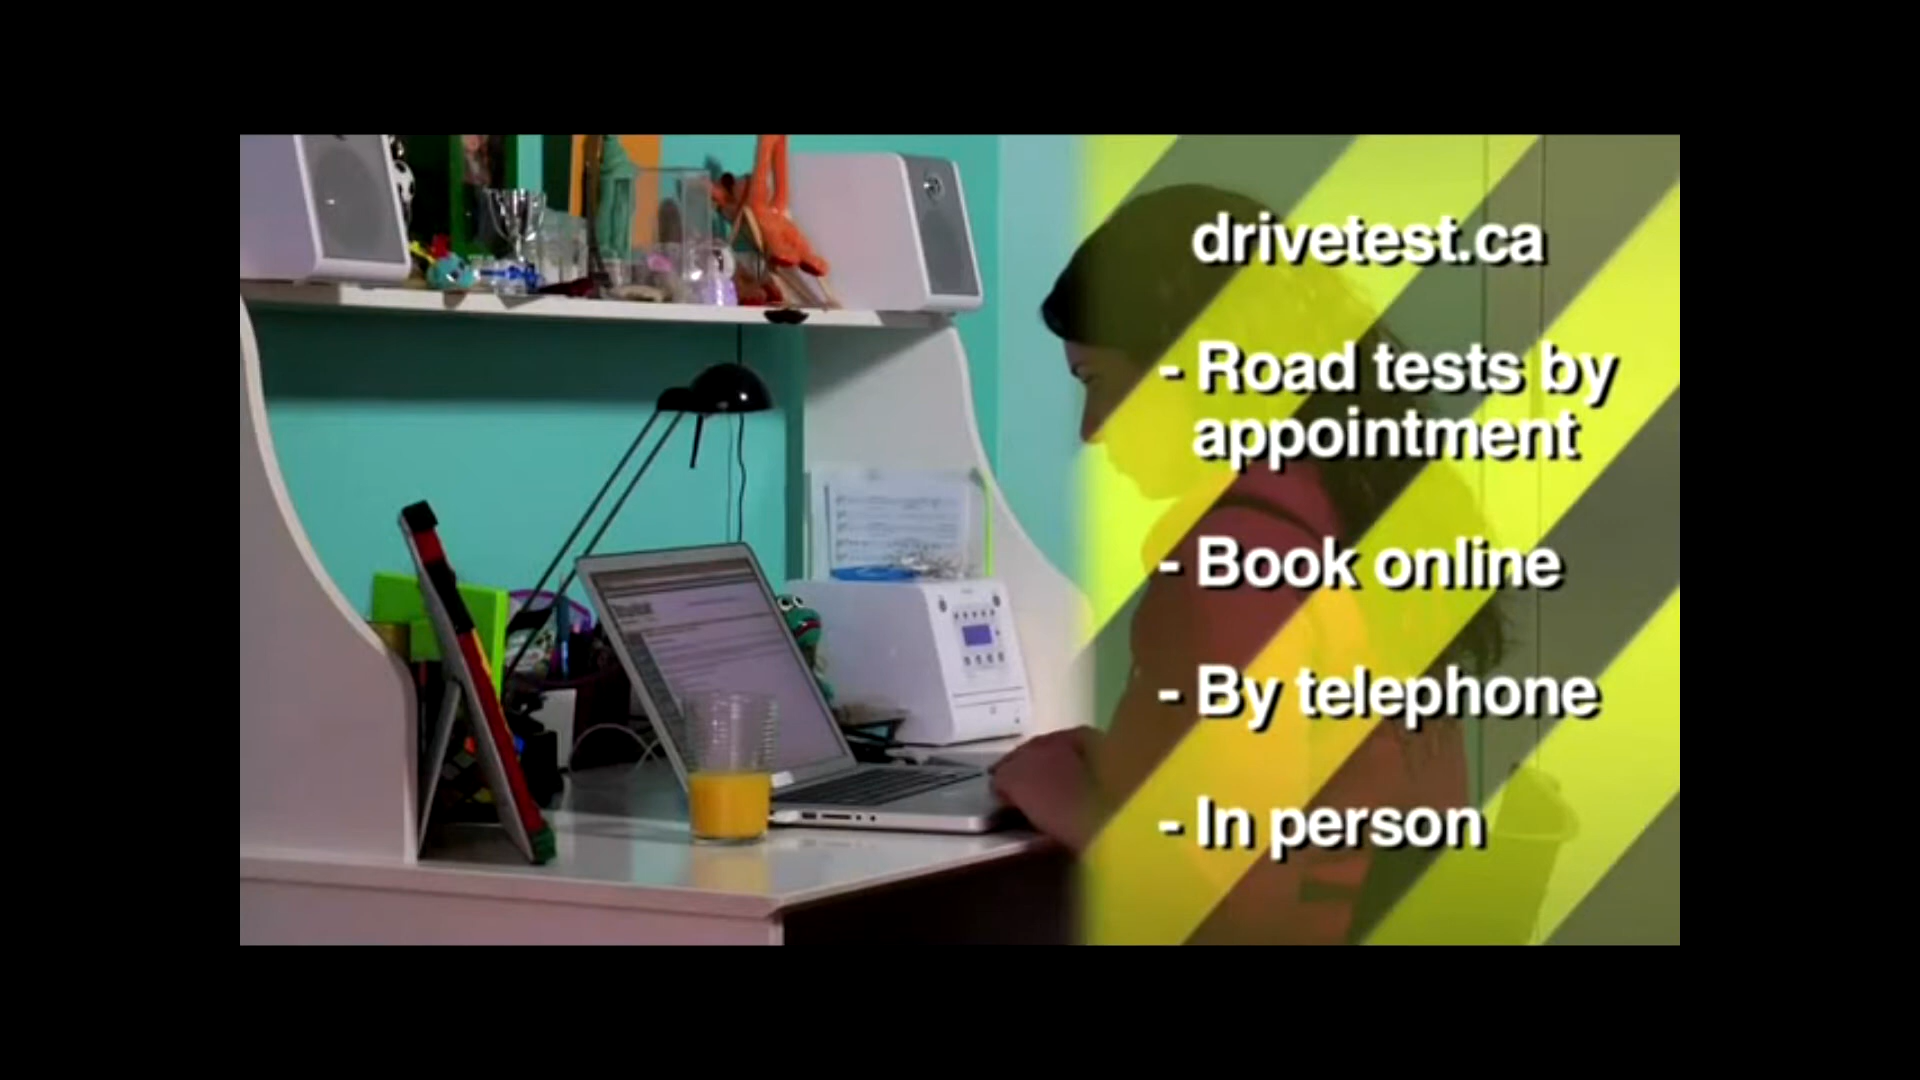 drivetest.ca
- Road tests by
appointment
- Book online
- By telephone
- In person